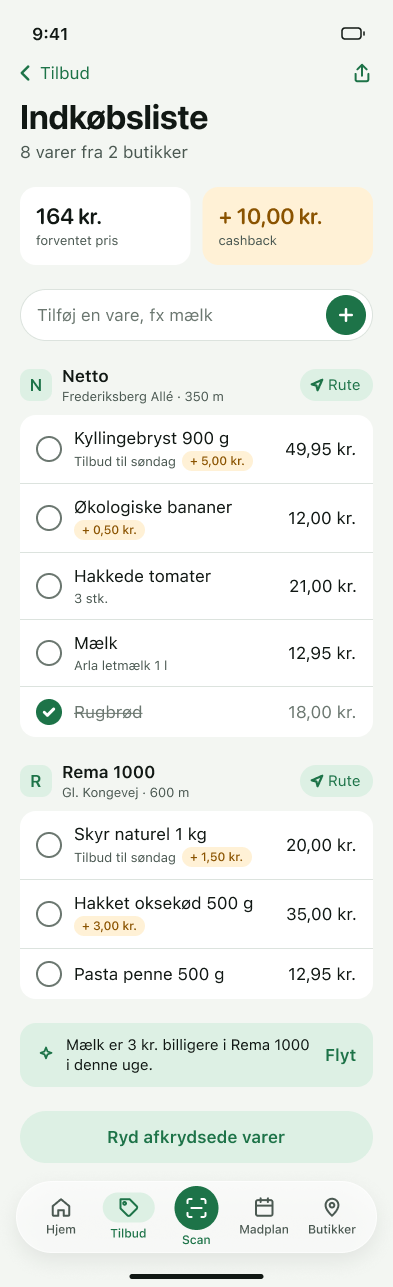 9:41
Tilbud
Indkøbsliste
8 varer fra 2 butikker
164 kr.
forventet pris
+ 10,00 kr.
cashback
Tilføj en vare, fx mælk
N
Netto
Frederiksberg Allé · 350 m
Rute
Kyllingebryst 900 g
Tilbud til søndag + 5,00 kr.
49,95 kr.
Økologiske bananer
+ 0,50 kr.
12,00 kr.
Hakkede tomater
3 stk.
21,00 kr.
Mælk
Arla letmælk 1 l
12,95 kr.
Rugbrød
18,00 kr.
R
Rema 1000
Gl. Kongevej · 600 m
Rute
Skyr naturel 1 kg
Tilbud til søndag + 1,50 kr.
20,00 kr.
Hakket oksekød 500 g
+ 3,00 kr.
35,00 kr.
Pasta penne 500 g
12,95 kr.
Mælk er 3 kr. billigere i Rema 1000
i denne uge.
Flyt
Ryd afkrydsede varer
Hjem
Tilbud
Scan
Madplan
Butikker